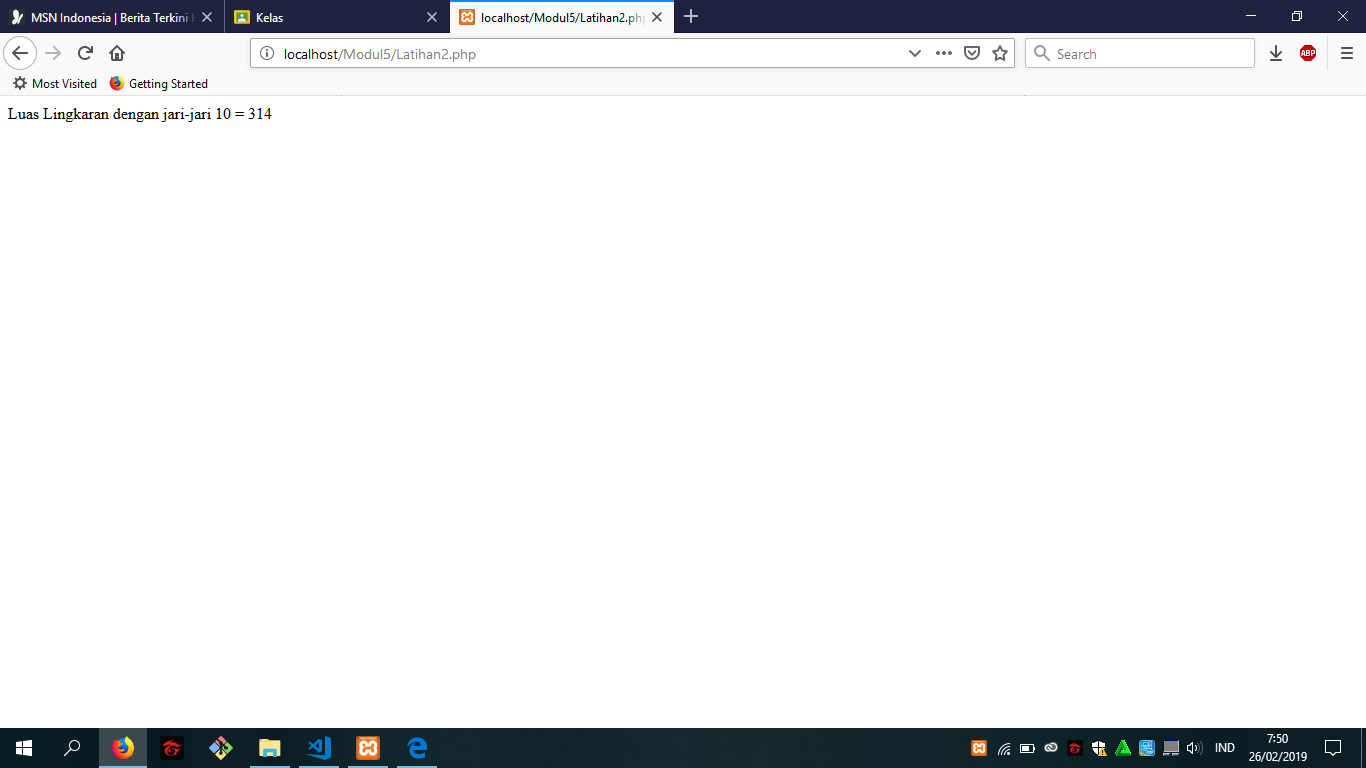 MSN Indonesia | Berita Terkini
Kelas
localhost/Modul5/Latihan2.php
localhost/Modul5/Latihan2.php
Search
ABP
Most Visited
Getting Started
Luas Lingkaran dengan jari-jari 10 = 314
IND
7:50
26/02/2019